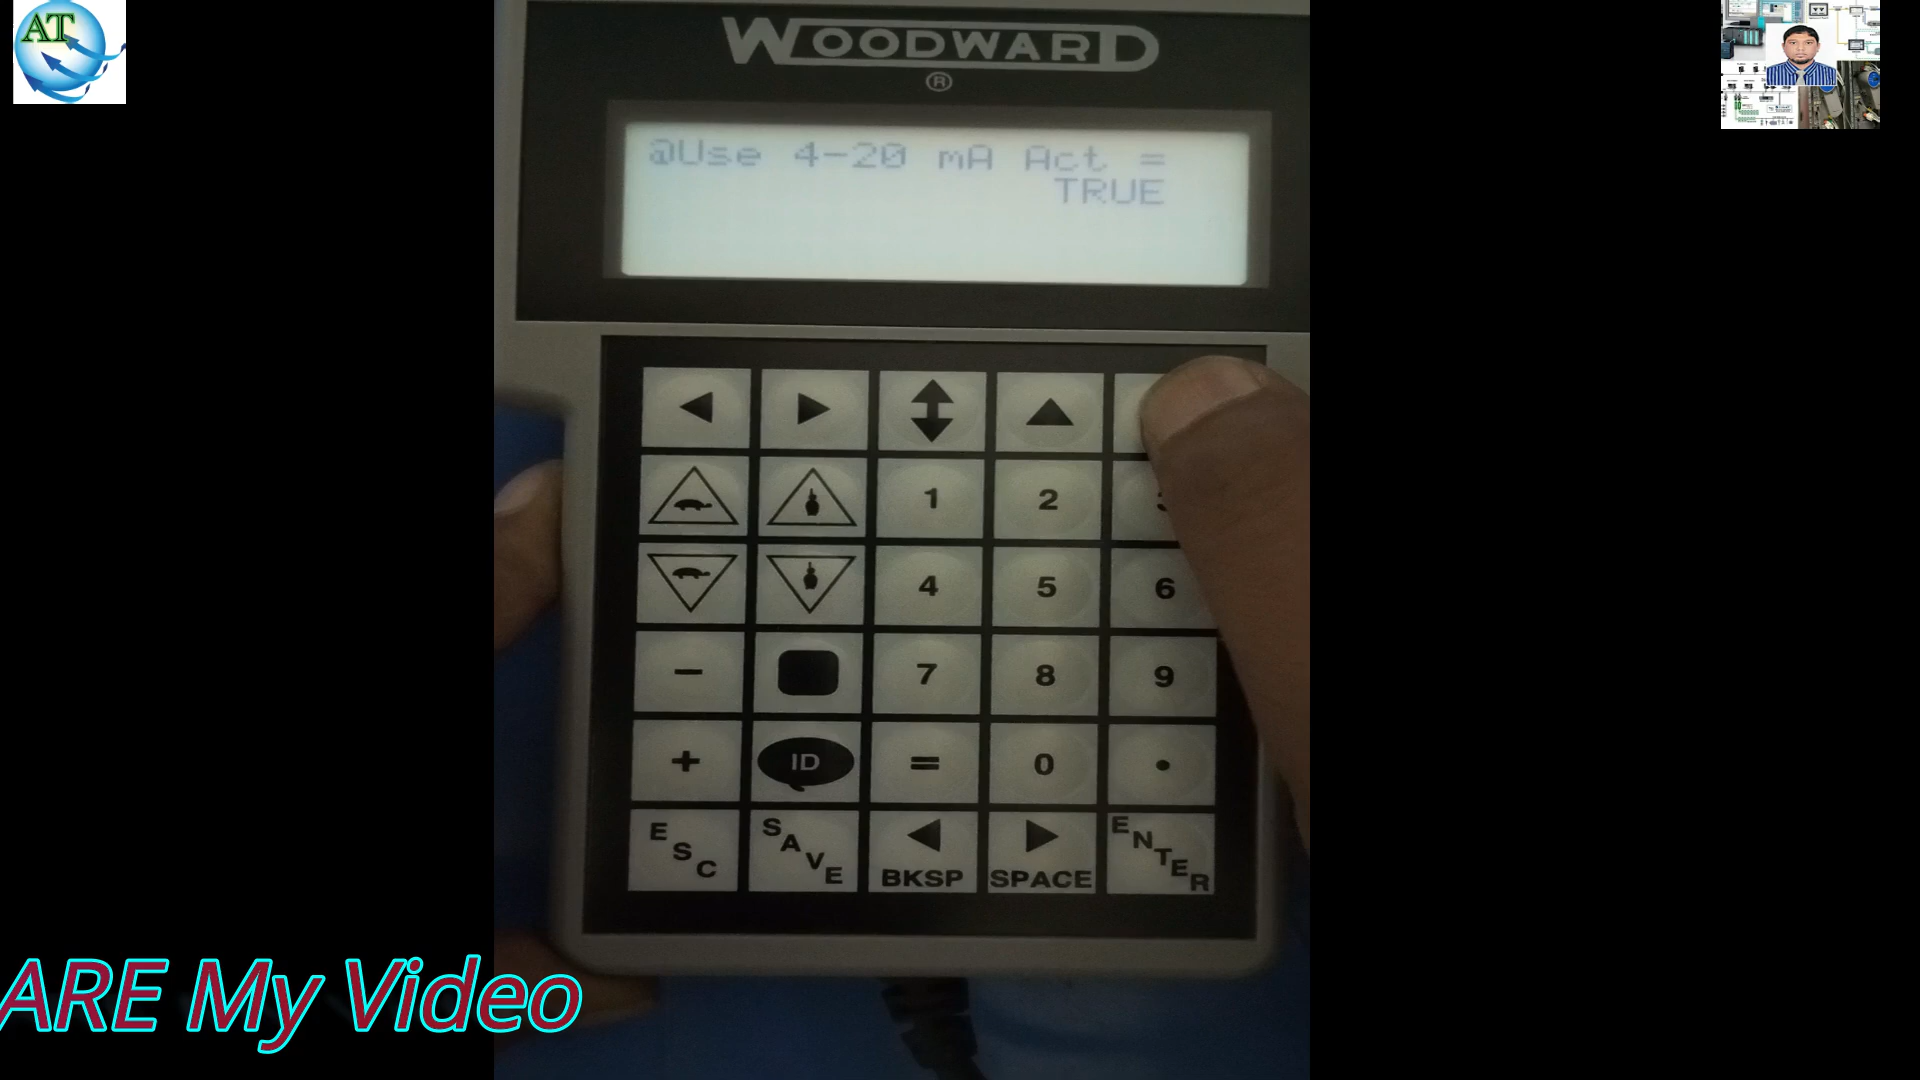 AT
WOODWARD
®
@Use 4-20 mA Act =
TRUE
1 2
4 5 6
- 7 8 9
+ ID = 0 .
ESC SAVE BKSP SPACE ENTER
ARE My Video